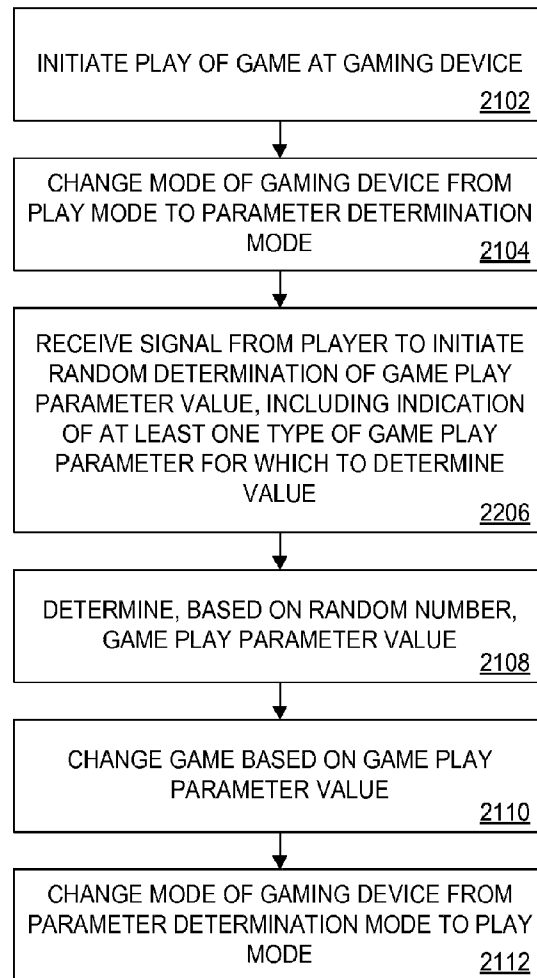 INITIATE PLAY OF GAME AT GAMING DEVICE
2102
CHANGE MODE OF GAMING DEVICE FROM
PLAY MODE TO PARAMETER DETERMINATION
MODE
2104
RECEIVE SIGNAL FROM PLAYER TO INITIATE
RANDOM DETERMINATION OF GAME PLAY
PARAMETER VALUE, INCLUDING INDICATION
OF AT LEAST ONE TYPE OF GAME PLAY
PARAMETER FOR WHICH TO DETERMINE
VALUE
2206
DETERMINE, BASED ON RANDOM NUMBER,
GAME PLAY PARAMETER VALUE
2108
CHANGE GAME BASED ON GAME PLAY
PARAMETER VALUE
2110
CHANGE MODE OF GAMING DEVICE FROM
PARAMETER DETERMINATION MODE TO PLAY
MODE
2112